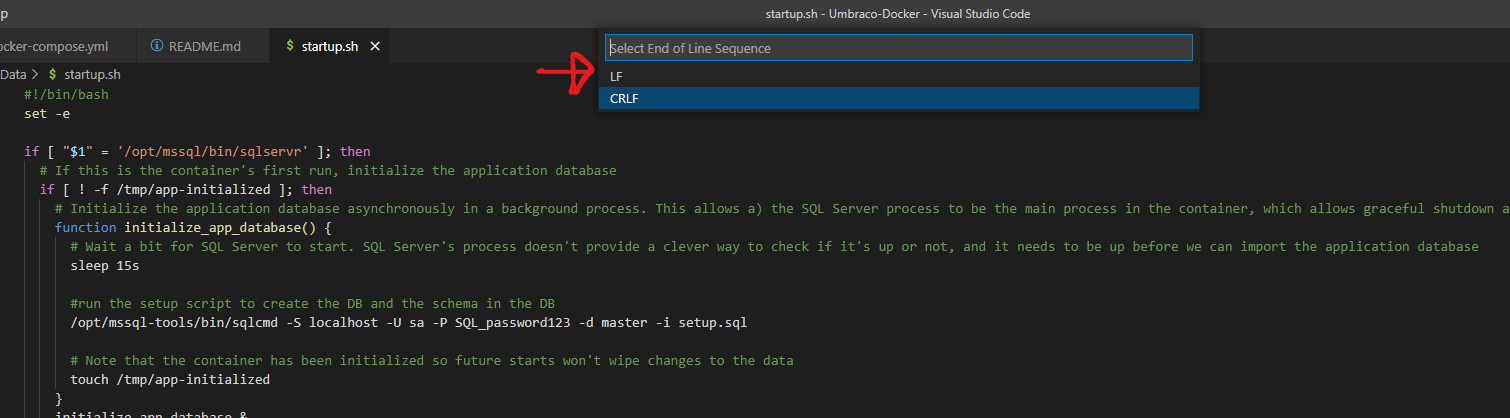 p
startup.sh - Umbraco-Docker - Visual Studio Code
ocker-compose.yml
README.md
$ startup.sh ×
Select End of Line Sequence
LF
CRLF
Data > $ startup.sh
#!/bin/bash
set -e
if [ "$1" = '/opt/mssql/bin/sqlservr' ]; then
# If this is the container's first run, initialize the application database
if [ ! -f /tmp/app-initialized ]; then
# Initialize the application database asynchronously in a background process. This allows a) the SQL Server process to be the main process in the container, which allows graceful shutdown a
function initialize_app_database() {
# Wait a bit for SQL Server to start. SQL Server's process doesn't provide a clever way to check if it's up or not, and it needs to be up before we can import the application database
sleep 15s
#run the setup script to create the DB and the schema in the DB
/opt/mssql-tools/bin/sqlcmd -S localhost -U sa -P SQL_password123 -d master -i setup.sql
# Note that the container has been initialized so future starts won't wipe changes to the data
touch /tmp/app-initialized
}
initialize_app_database &